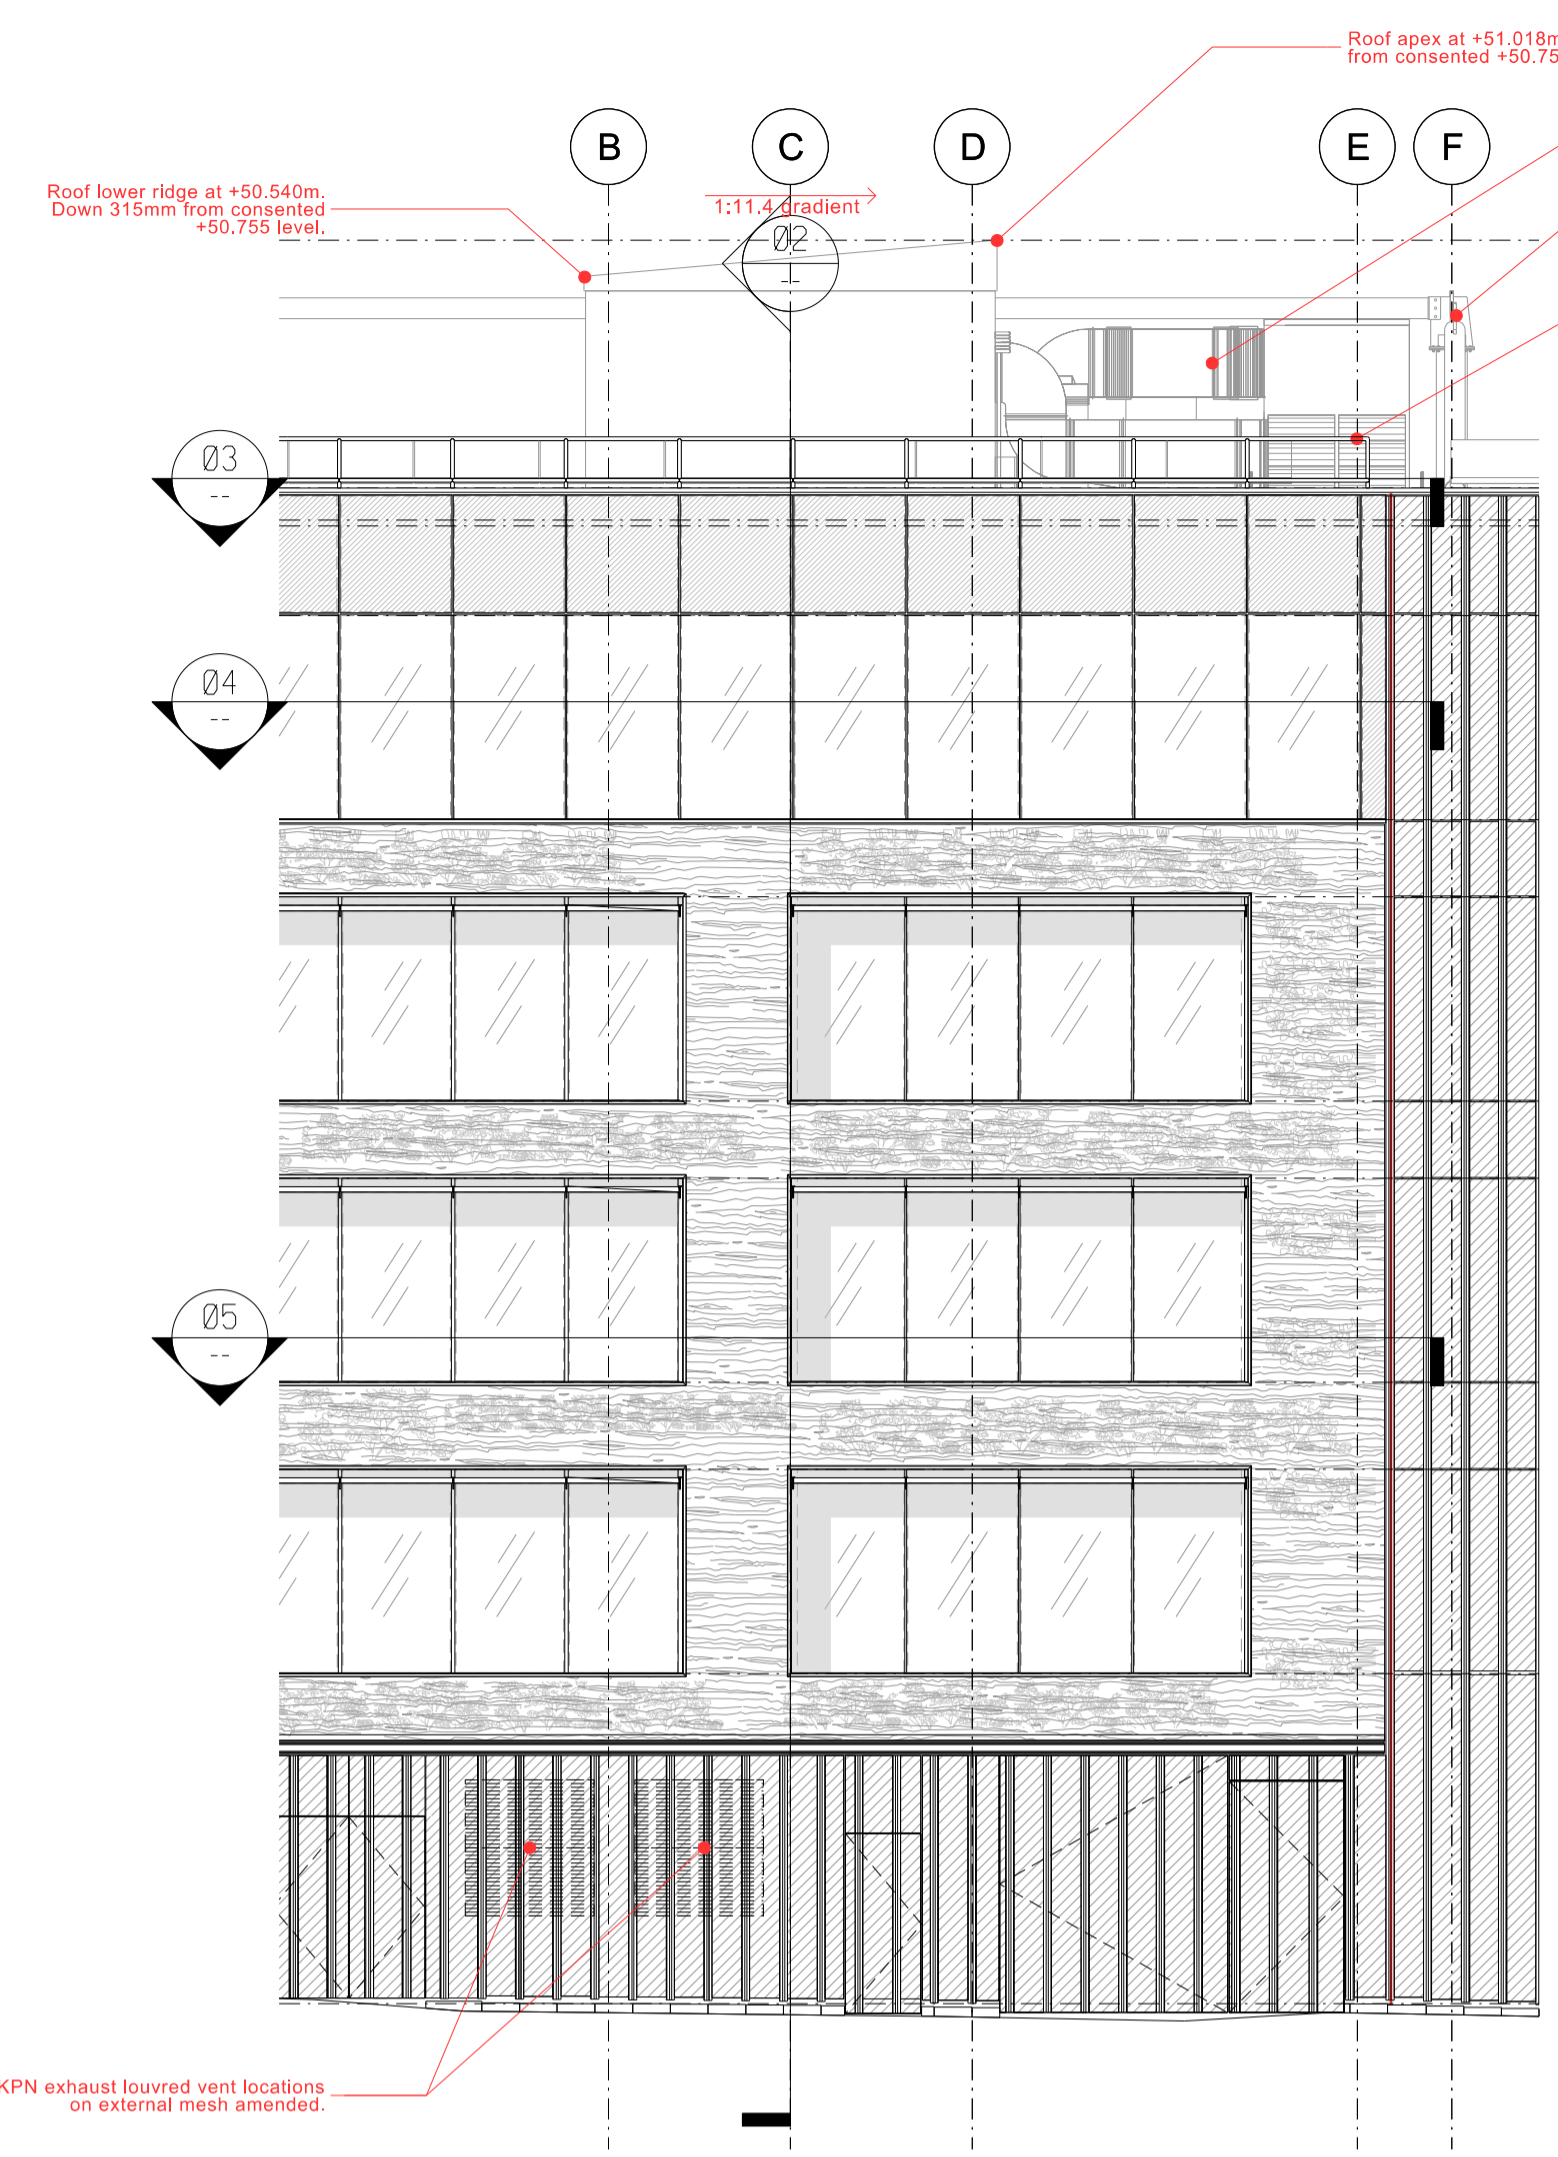 Roof apex at +51.018m
from consented +50.75
B
C
D
E
F
Roof lower ridge at +50.540m.
Down 315mm from consented
+50.755 level.
1:11.4 gradient
02
--
03
--
04
--
05
--
KPN exhaust louvred vent locations
on external mesh amended.